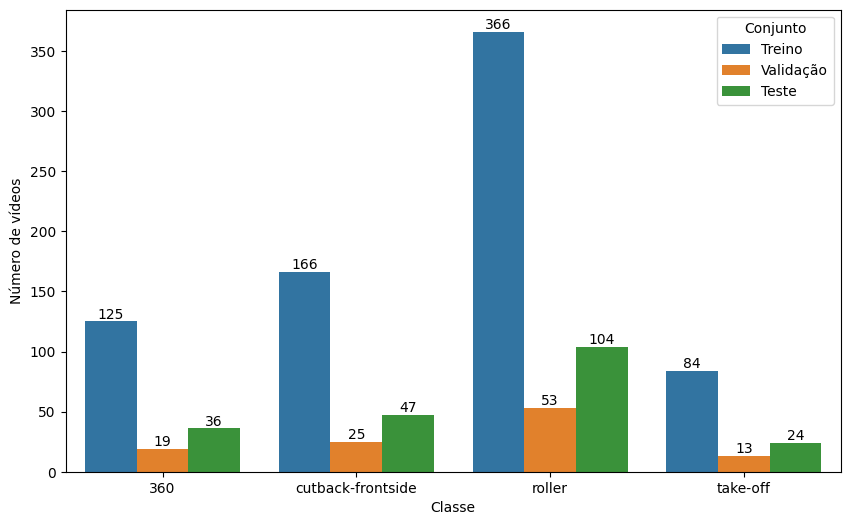 Número de vídeos
350
300
250
200
150
100
50
0
125
19
36
166
25
47
366
53
104
84
13
24
Conjunto
Treino
Validação
Teste
360
cutback-frontside
roller
take-off
Classe